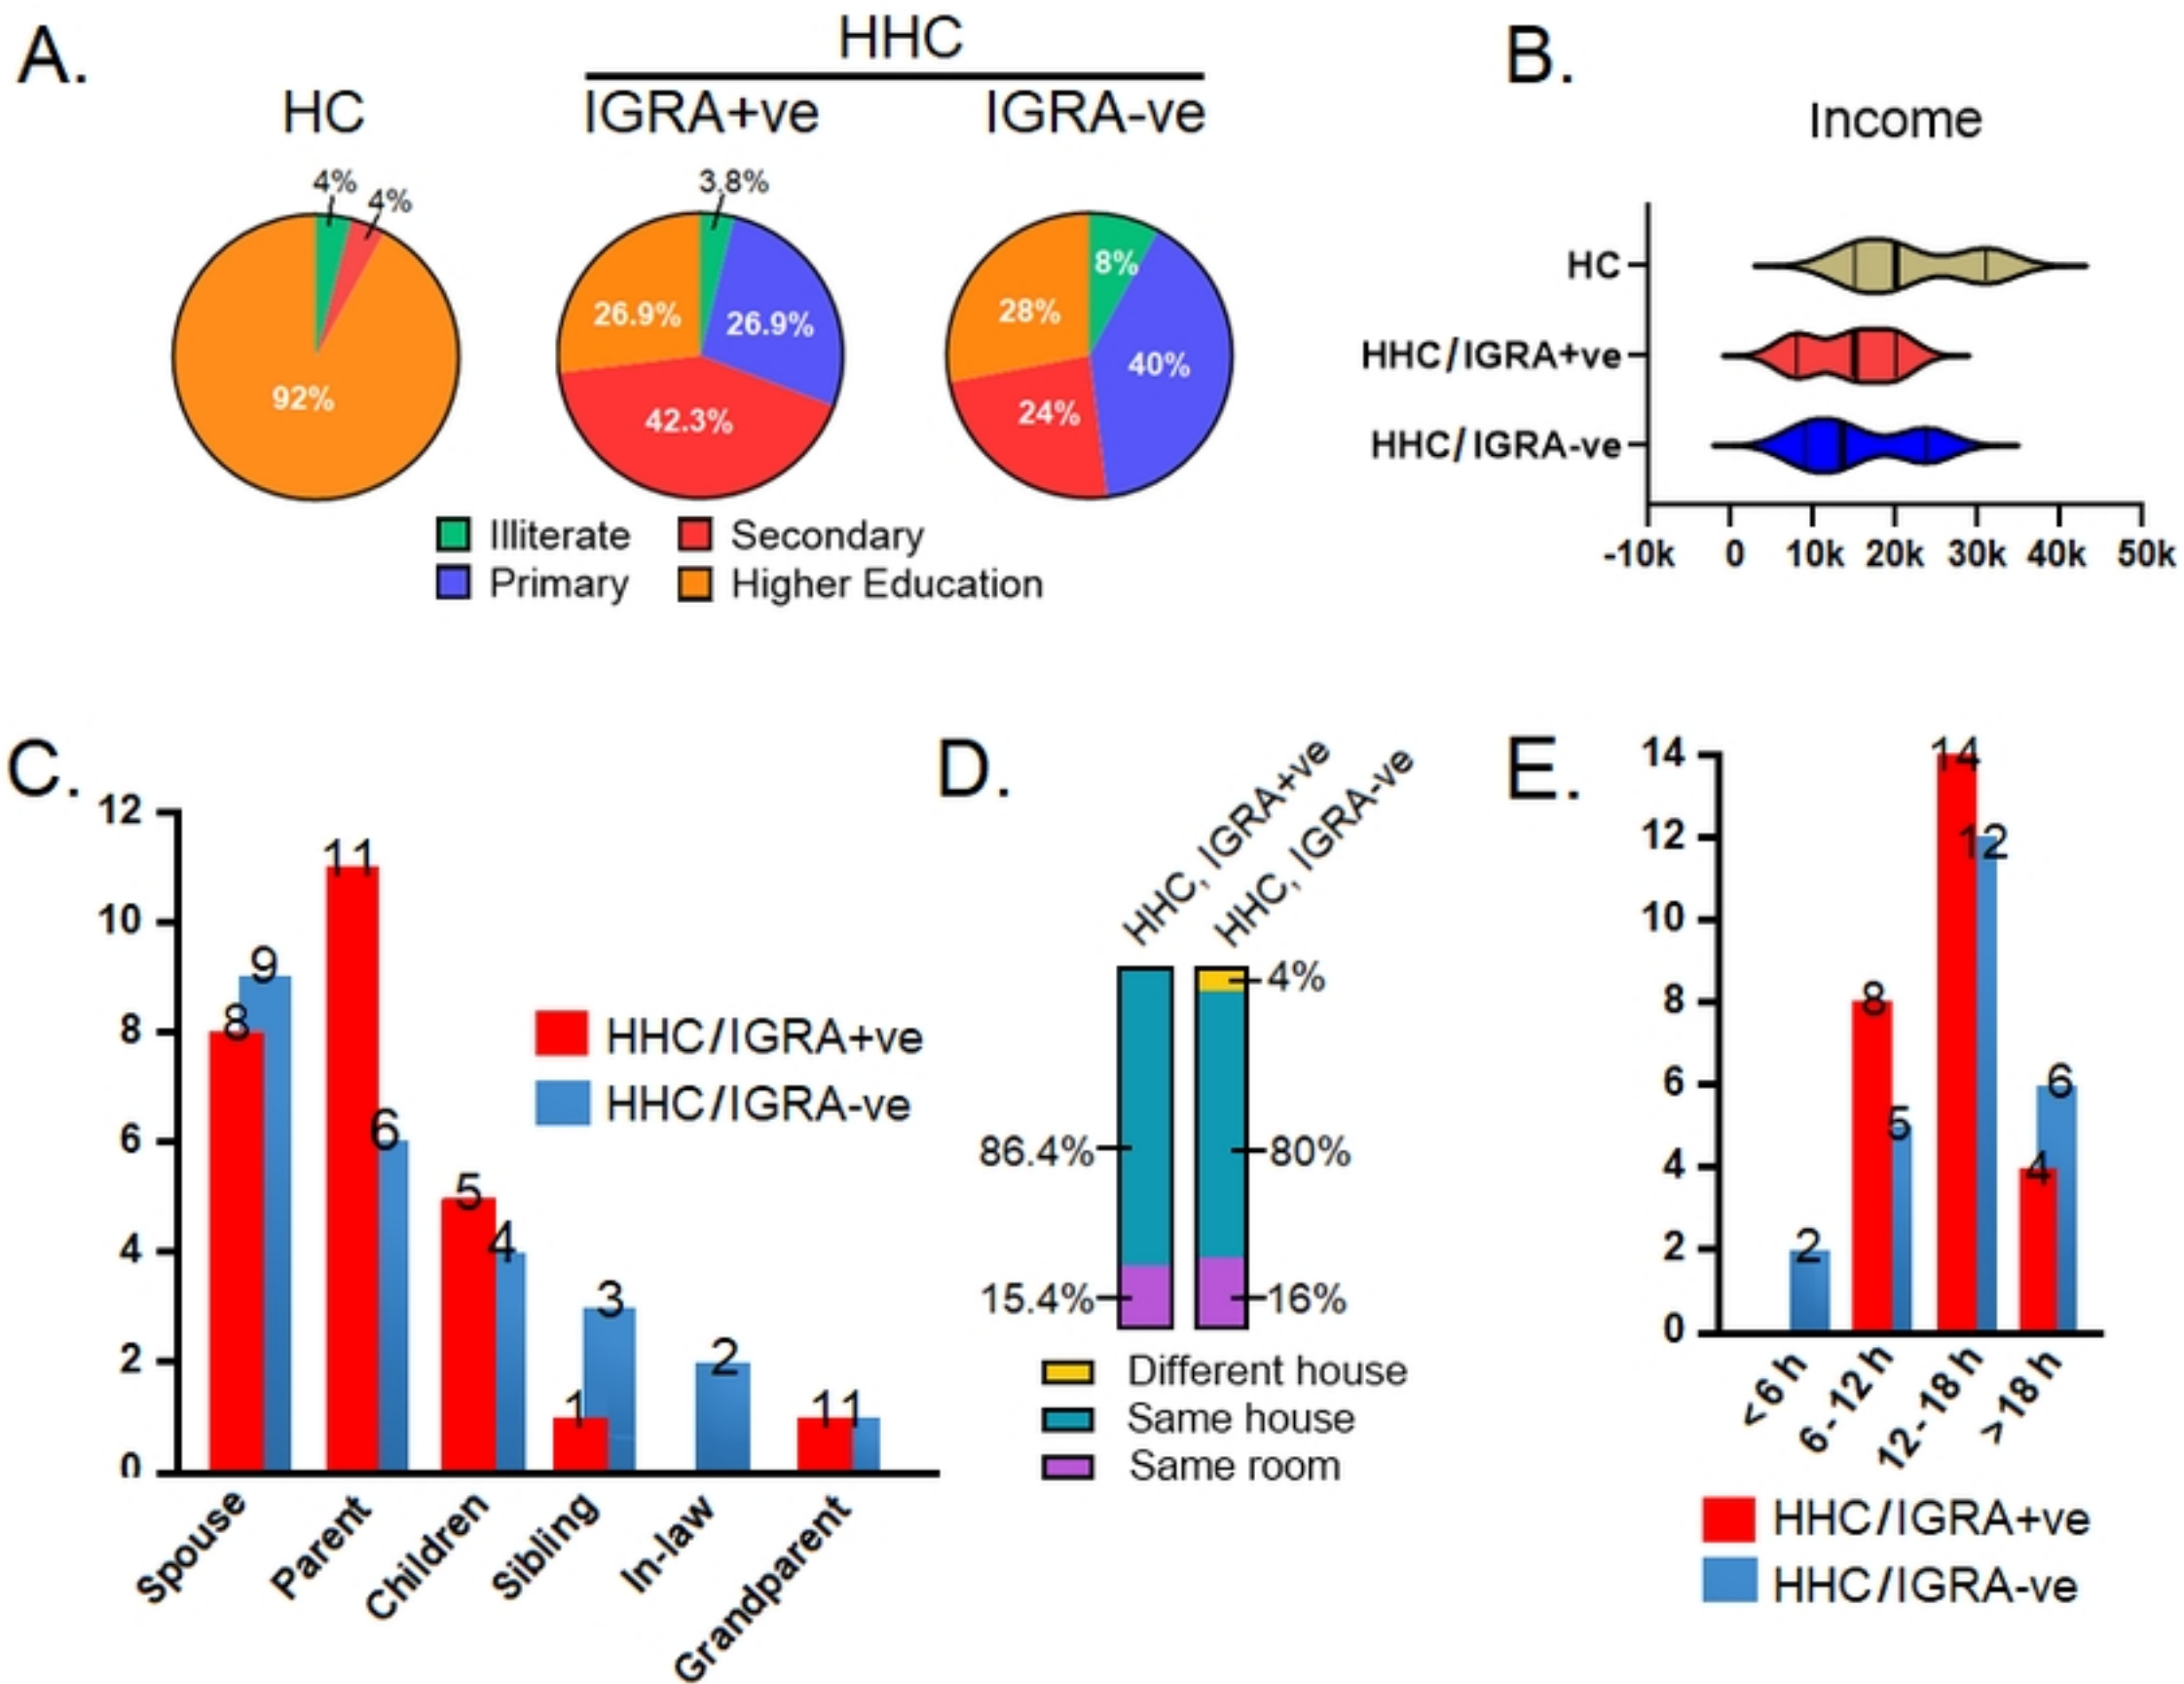 A.
HHC
HC
IGRA+ve
IGRA-ve
4%
4%
92%
3.8%
26.9%
26.9%
42.3%
8%
28%
40%
24%
Illiterate
Secondary
Primary
Higher Education
B.
Income
HC
HHC/IGRA+ve
HHC/IGRA-ve
-10k 0 10k 20k 30k 40k 50k
C.
12
10
8
6
4
2
0
8
9
11
6
5
4
1
3
2
1
1
HHC/IGRA+ve
HHC/IGRA-ve
Spouse
Parent
Children
Sibling
In-law
Grandparent
D.
HHC, IGRA+ve
HHC, IGRA-ve
4%
86.4%
80%
15.4%
16%
Different house
Same house
Same room
E.
14
12
10
8
6
4
2
0
2
8
5
14
12
4
6
<6 h
6-12 h
12-18 h
>18 h
HHC/IGRA+ve
HHC/IGRA-ve